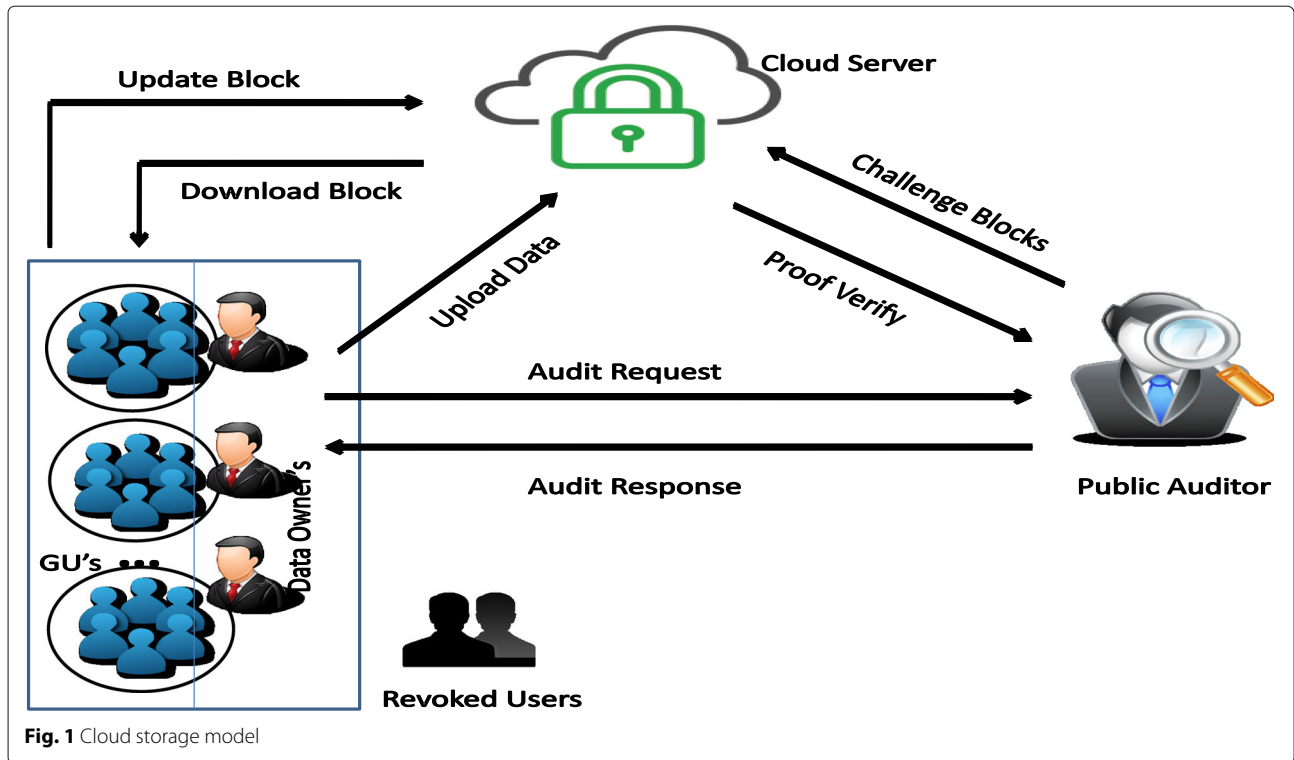 Cloud Server
Update Block
Download Block
Challenge Blocks
Upload Data
Proof Verify
Audit Request
Audit Response
Public Auditor
Data Owner's
GU's ...
Revoked Users
Fig. 1 Cloud storage model